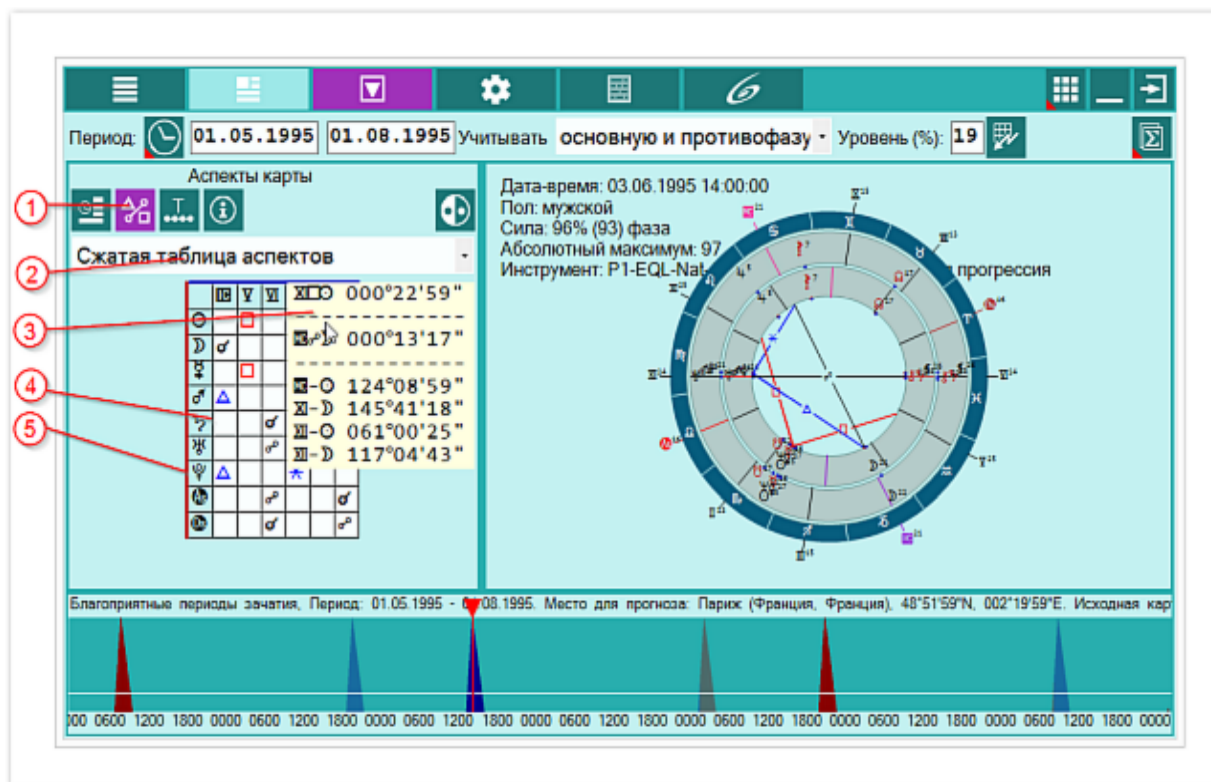 Период: 01.05.1995 01.08.1995 Учитывать основную и противофазу Уровень (%): 19
Аспекты карты
Сжатая таблица аспектов
1
2
3
4
5
000°22'59"
000°13'17"
124°08'59"
145°41'18"
061°00'25"
117°04'43"
Дата-время: 03.06.1995 14:00:00
Пол: мужской
Сила: 96% (93) фаза
Абсолютный максимум: 97
Инструмент: P1-EQL-Nat прогрессия
Благоприятные периоды зачатия, Период: 01.05.1995 - 08.1995. Место для прогноза: Париж (Франция, Франция), 48°51'59"N, 002°19'59"E. Исходная кар
000 0600 1200 1800 0000 0600 1200 1800 0000 0600 1200 1800 0000 0600 1200 1800 0000 0600 1200 1800 0000 0600 1200 1800 0000 0600 1200 1800 0000